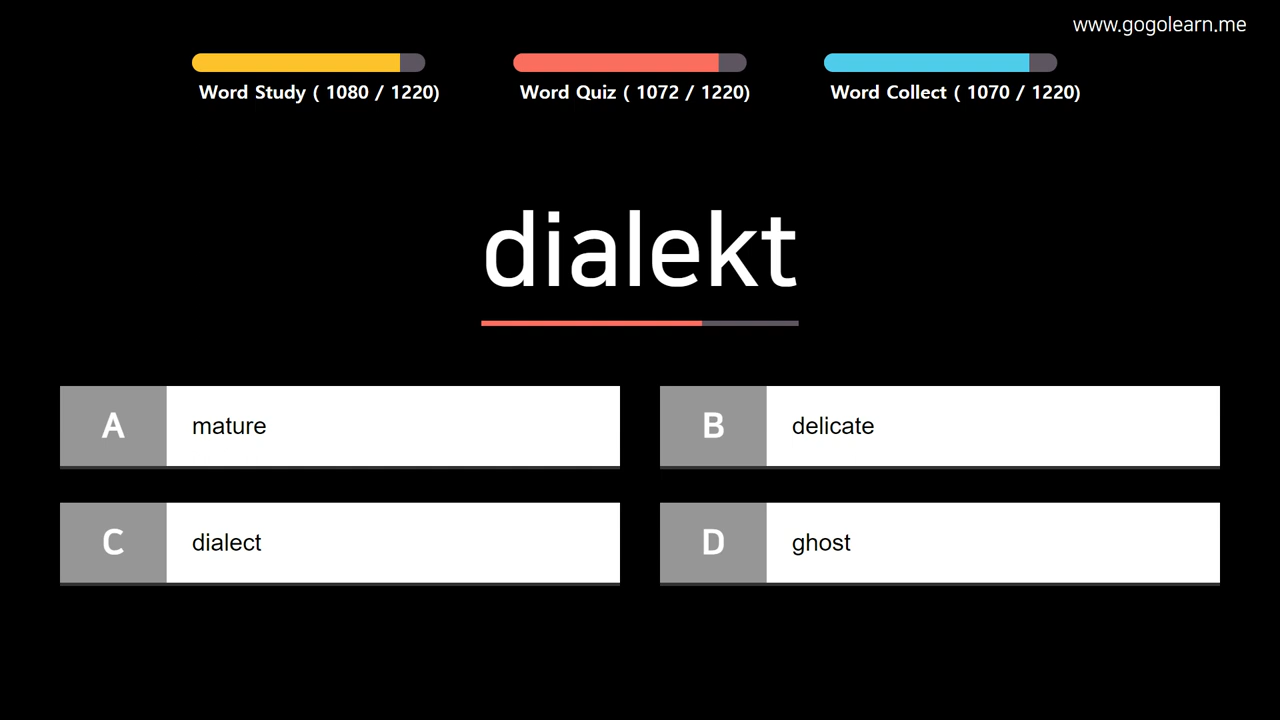 www.gogolearn.me
Word Study ( 1080 / 1220)
Word Quiz ( 1072 / 1220)
Word Collect ( 1070 / 1220)
dialekt
A mature
B delicate
C dialect
D ghost